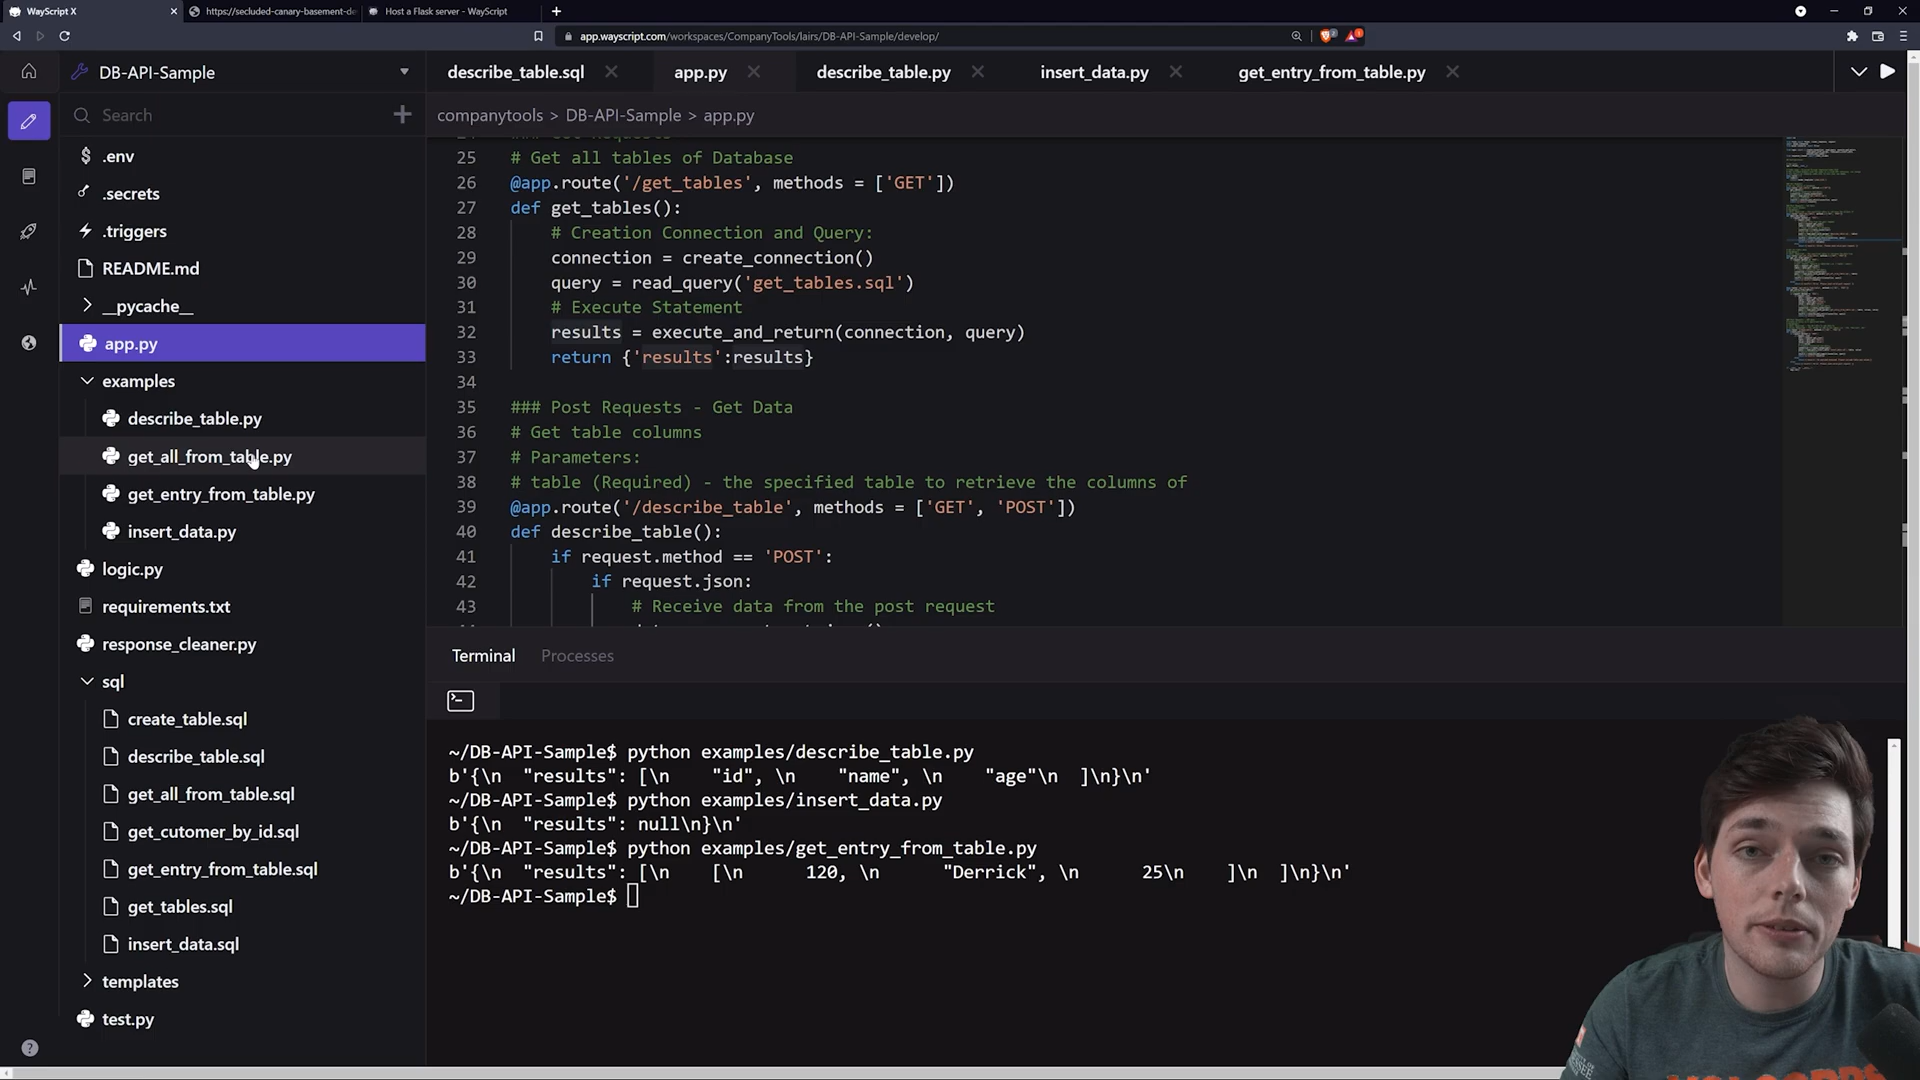 WayScript X
https://secluded-canary-basement-de
Host a Flask server - WayScript
app.wayscript.com/workspaces/CompanyTools/lairs/DB-API-Sample/develop/
DB-API-Sample
Search
.env
.secrets
.triggers
README.md
__pycache__
app.py
examples
describe_table.py
get_all_from_table.py
get_entry_from_table.py
insert_data.py
logic.py
requirements.txt
response_cleaner.py
sql
create_table.sql
describe_table.sql
get_all_from_table.sql
get_cutomer_by_id.sql
get_entry_from_table.sql
get_tables.sql
insert_data.sql
templates
test.py
describe_table.sql
app.py
describe_table.py
insert_data.py
get_entry_from_table.py
companytools > DB-API-Sample > app.py
25 # Get all tables of Database
26 @app.route('/get_tables', methods = ['GET'])
27 def get_tables():
28 # Creation Connection and Query:
29 connection = create_connection()
30 query = read_query('get_tables.sql')
31 # Execute Statement
32 results = execute_and_return(connection, query)
33 return {'results':results}
34
35 ### Post Requests - Get Data
36 # Get table columns
37 # Parameters:
38 # table (Required) - the specified table to retrieve the columns of
39 @app.route('/describe_table', methods = ['GET', 'POST'])
40 def describe_table():
41 if request.method == 'POST':
42 if request.json:
43 # Receive data from the post request
Terminal
Processes
~/DB-API-Sample$ python examples/describe_table.py
b'{\n "results": [\n "id", \n "name", \n "age"\n ]\n}\n'
~/DB-API-Sample$ python examples/insert_data.py
b'{\n "results": null\n}\n'
~/DB-API-Sample$ python examples/get_entry_from_table.py
b'{\n "results": [\n [\n 120, \n "Derrick", \n 25\n ]\n ]\n}\n'
~/DB-API-Sample$